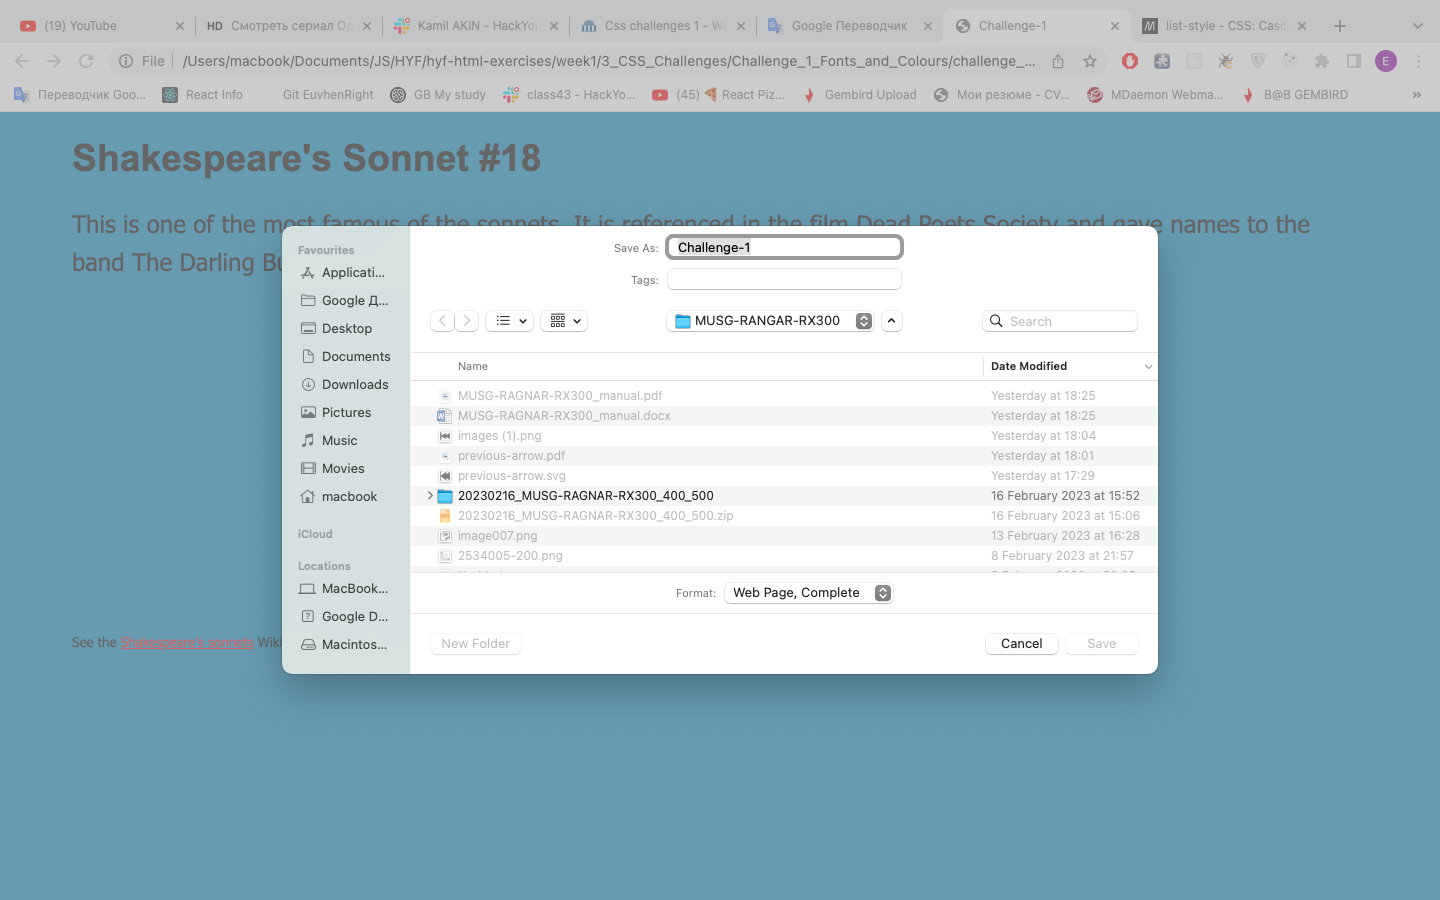 (19) YouTube
HD Смотреть сериал Од
Kamil AKIN - HackYou
Css challenges 1 - We
Google Переводчик
Challenge-1
list-style - CSS: Casc
File
/Users/macbook/Documents/JS/HYF/hyf-html-exercises/week1/3_CSS_Challenges/Challenge_1_Fonts_and_Colours/challenge_...
E
Переводчик Goo...
React Info
Git EuvhenRight
GB My study
class43 - HackYo...
(45) 🍕 React Piz...
Gembird Upload
Мои резюме - CV...
MDaemon Webma...
B@B GEMBIRD
Shakespeare's Sonnet #18
This is one of the most famous of the sonnets. It is referenced in the film Dead Poets Society and gave names to the
band The Darling Bu
Favourites
Applicati...
Google Д...
Desktop
Documents
Downloads
Pictures
Music
Movies
macbook
iCloud
Locations
MacBook...
Google D...
Macintos...
Save As: Challenge-1
Tags:
MUSG-RANGAR-RX300
Search
Name Date Modified
MUSG-RAGNAR-RX300_manual.pdf Yesterday at 18:25
MUSG-RAGNAR-RX300_manual.docx Yesterday at 18:25
images (1).png Yesterday at 18:04
previous-arrow.pdf Yesterday at 18:01
previous-arrow.svg Yesterday at 17:29
20230216_MUSG-RAGNAR-RX300_400_500 16 February 2023 at 15:52
20230216_MUSG-RAGNAR-RX300_400_500.zip 16 February 2023 at 15:06
image007.png 13 February 2023 at 16:28
2534005-200.png 8 February 2023 at 21:57
Format: Web Page, Complete
New Folder
Cancel
Save
See the Shakespeare's sonnets Wiki